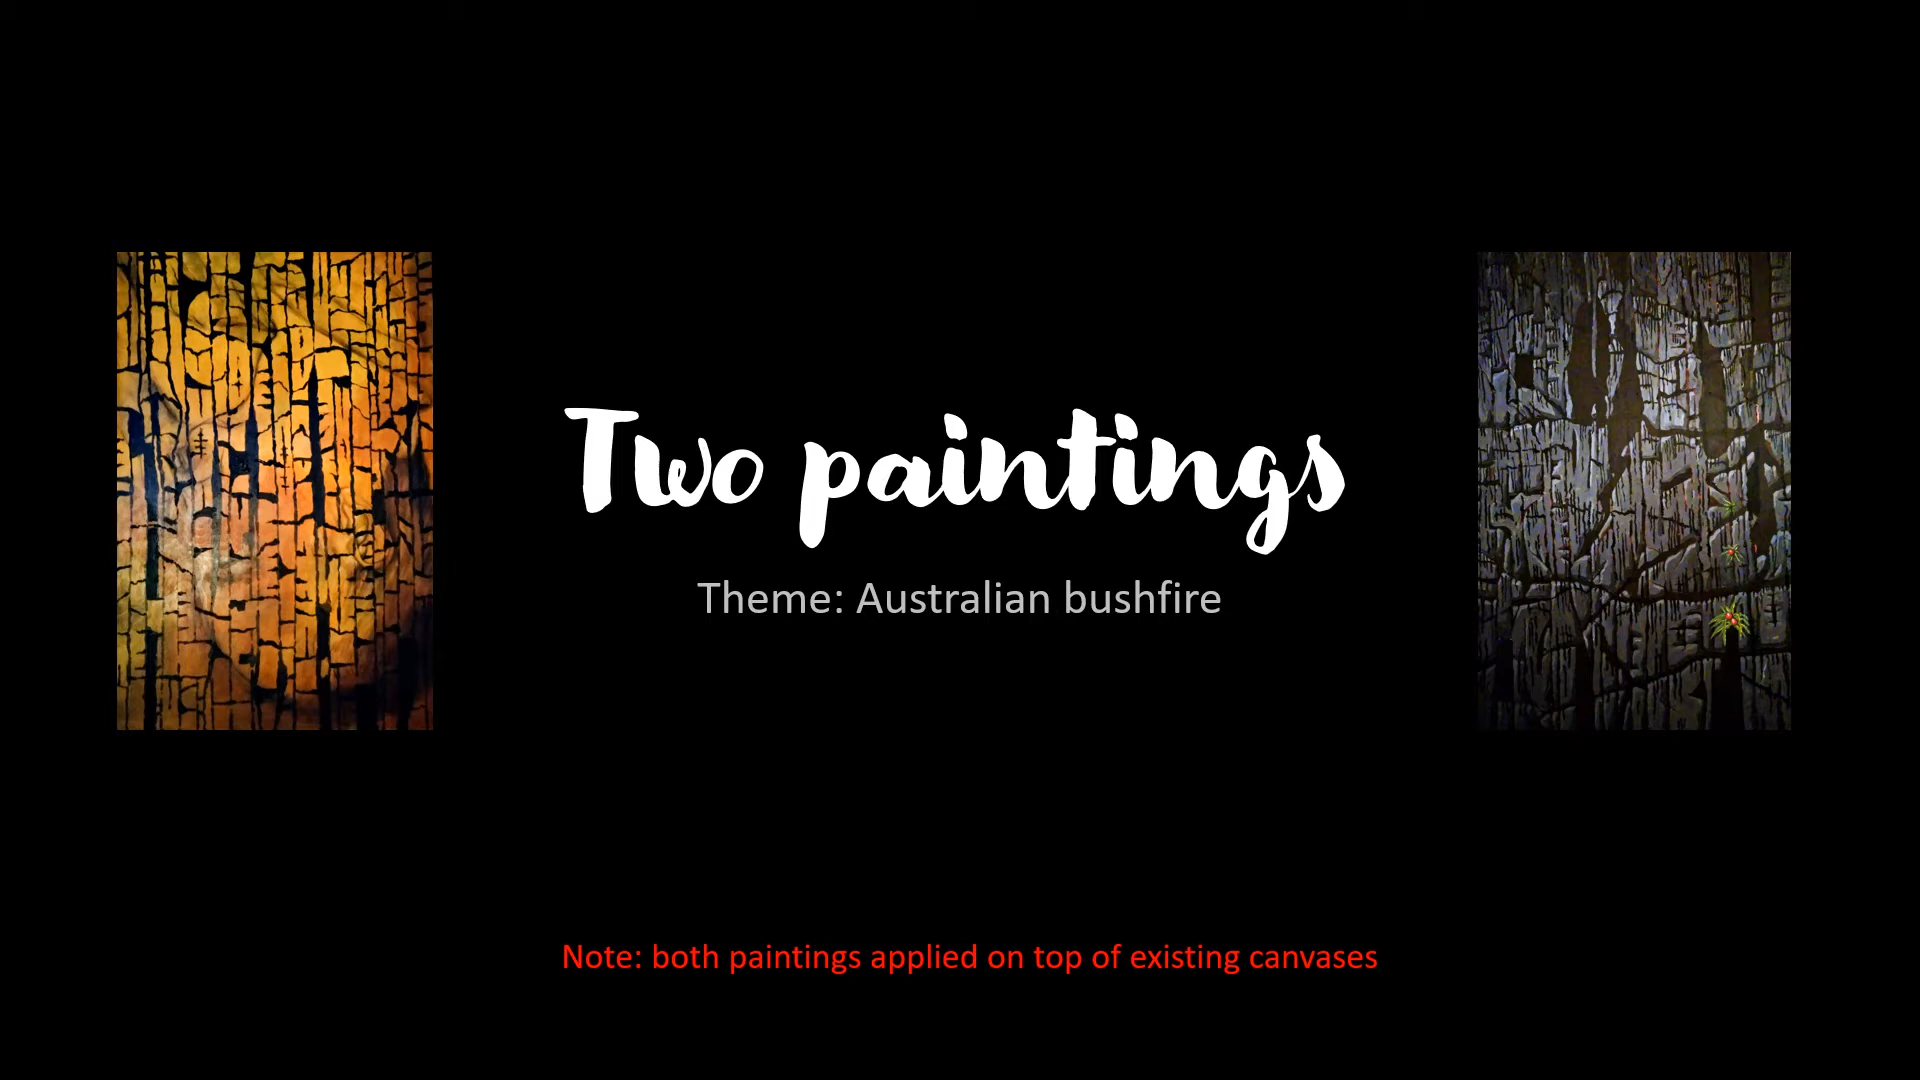 Two paintings
Theme: Australian bushfire
Note: both paintings applied on top of existing canvases